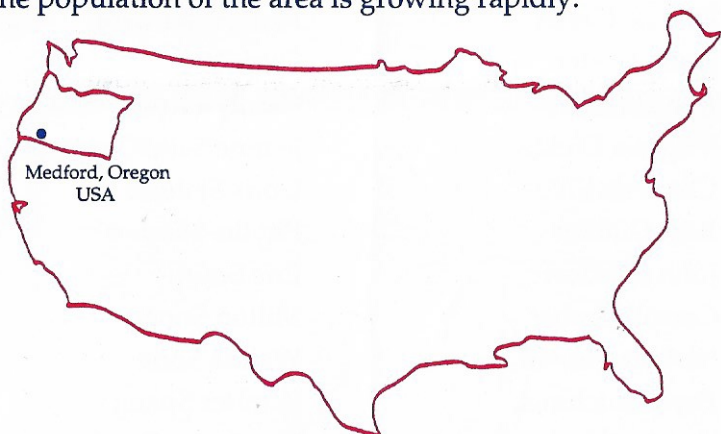 he population of the area is growing rapidly.
Medford, Oregon
USA